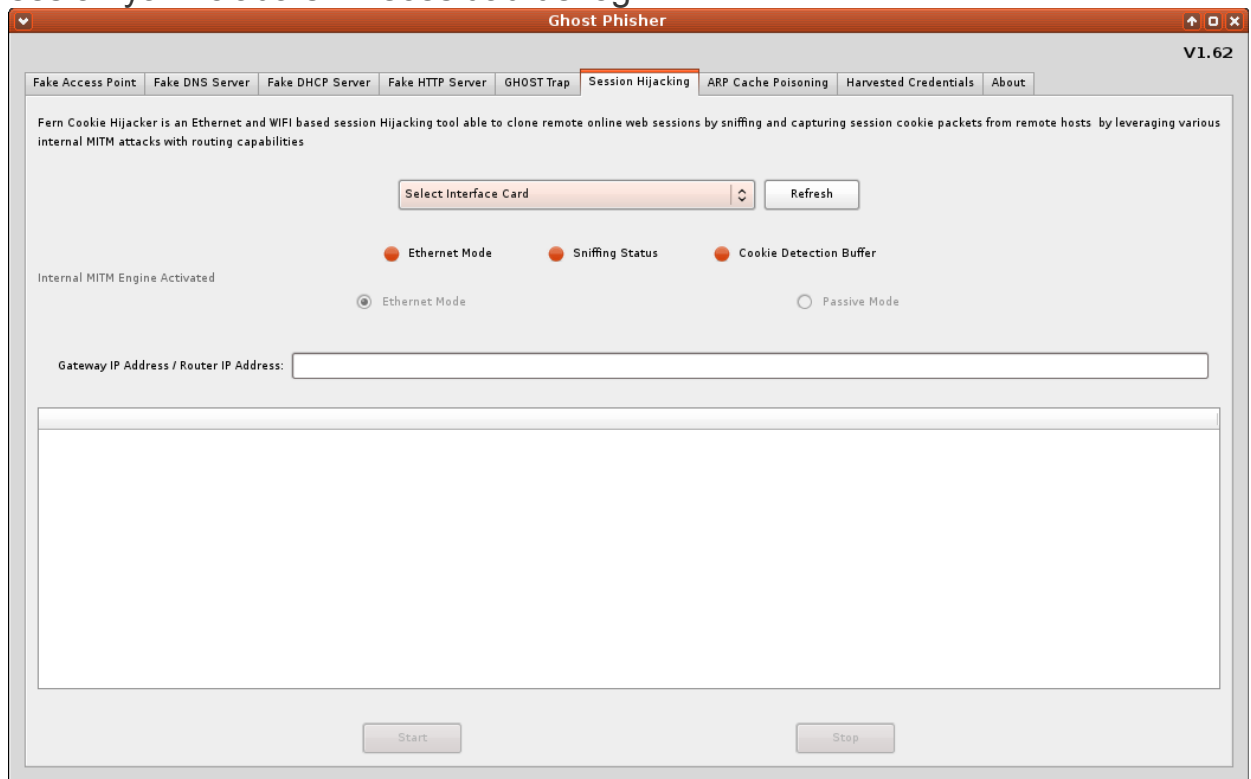 Ghost Phisher
V1.62
Fake Access Point Fake DNS Server Fake DHCP Server Fake HTTP Server GHOST Trap Session Hijacking ARP Cache Poisoning Harvested Credentials About
Fern Cookie Hijacker is an Ethernet and WIFI based session Hijacking tool able to clone remote online web sessions by sniffing and capturing session cookie packets from remote hosts by leveraging various
internal MITM attacks with routing capabilities
Select Interface Card Refresh
Ethernet Mode Sniffing Status Cookie Detection Buffer
Internal MITM Engine Activated
Ethernet Mode Passive Mode
Gateway IP Address / Router IP Address:
Start Stop